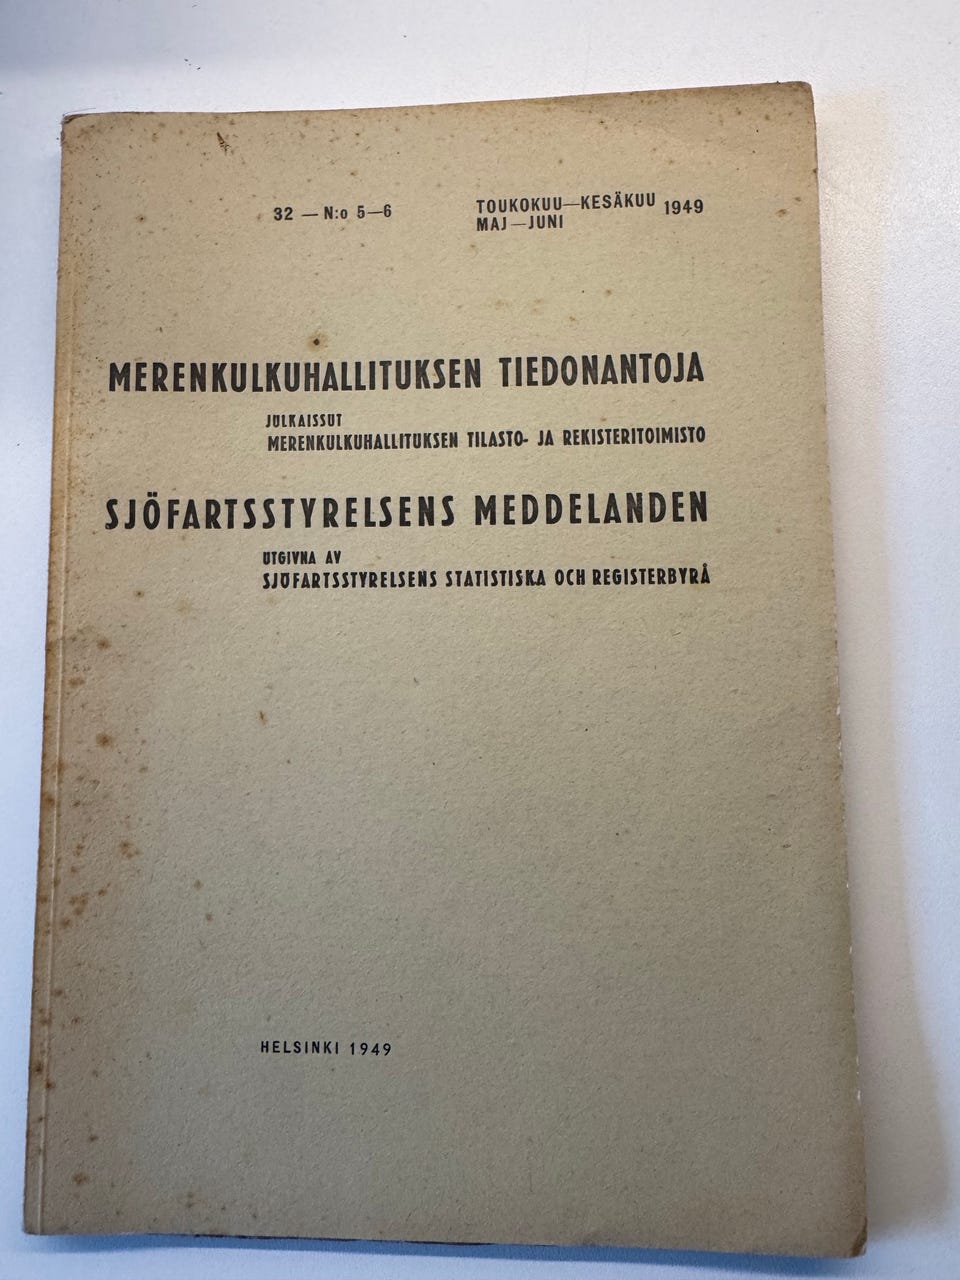 32 — N:o 5—6
TOUKOKUU—KESÄKUU 1949
MAJ—JUNI
MERENKULKUHALLITUKSEN TIEDONANTOJA
JULKAISSUT
MERENKULKUHALLITUKSEN TILASTO- JA REKISTERITOIMISTO
SJÖFARTSSTYRELSENS MEDDELANDEN
UTGIVNA AV
SJÖFARTSSTYRELSENS STATISTISKA OCH REGISTERBYRÅ
HELSINKI 1949